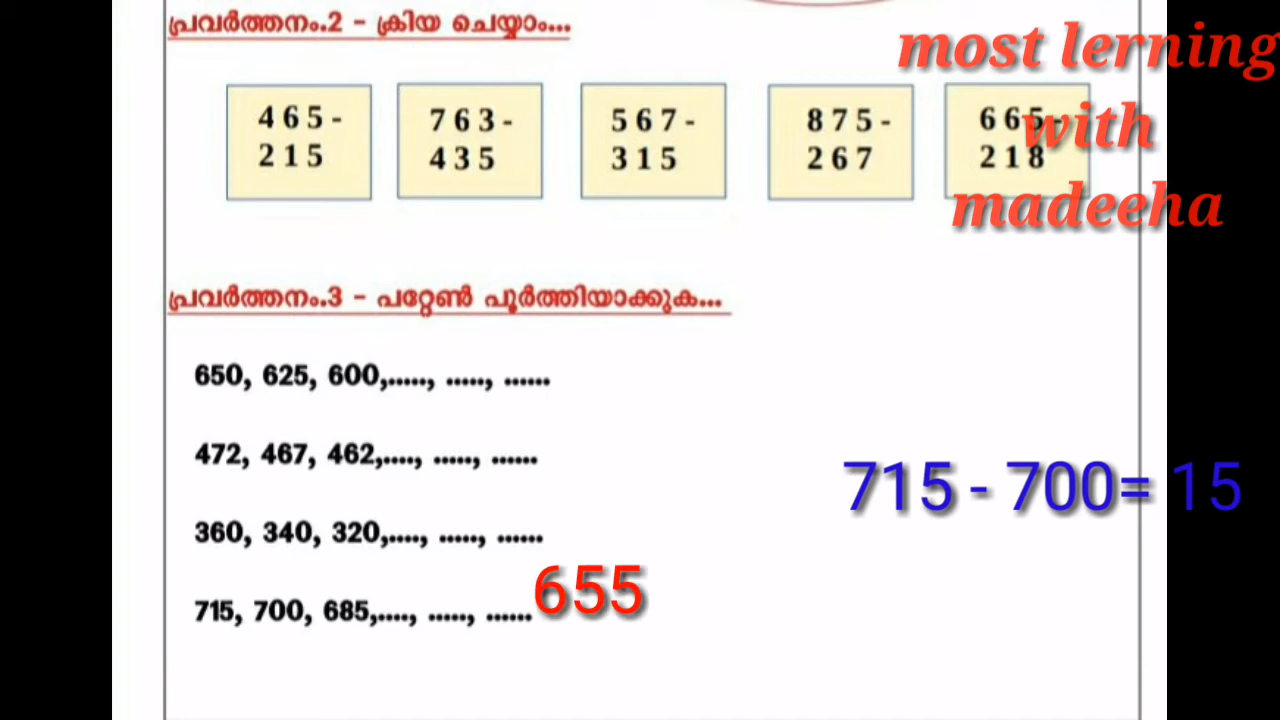 പ്രവർത്തനം.2 - ക്രിയ ചെയ്യാം...
most lerning
with
madeeha
465-
215
763-
435
567-
315
875-
267
665-
218
പ്രവർത്തനം.3 - പറ്റേൺ പൂർത്തിയാക്കുക...
650, 625, 600,....., ....., ......
472, 467, 462,...., ....., ......
715 - 700= 15
360, 340, 320,...., ....., ......
715, 700, 685,...., ....., ...... 655